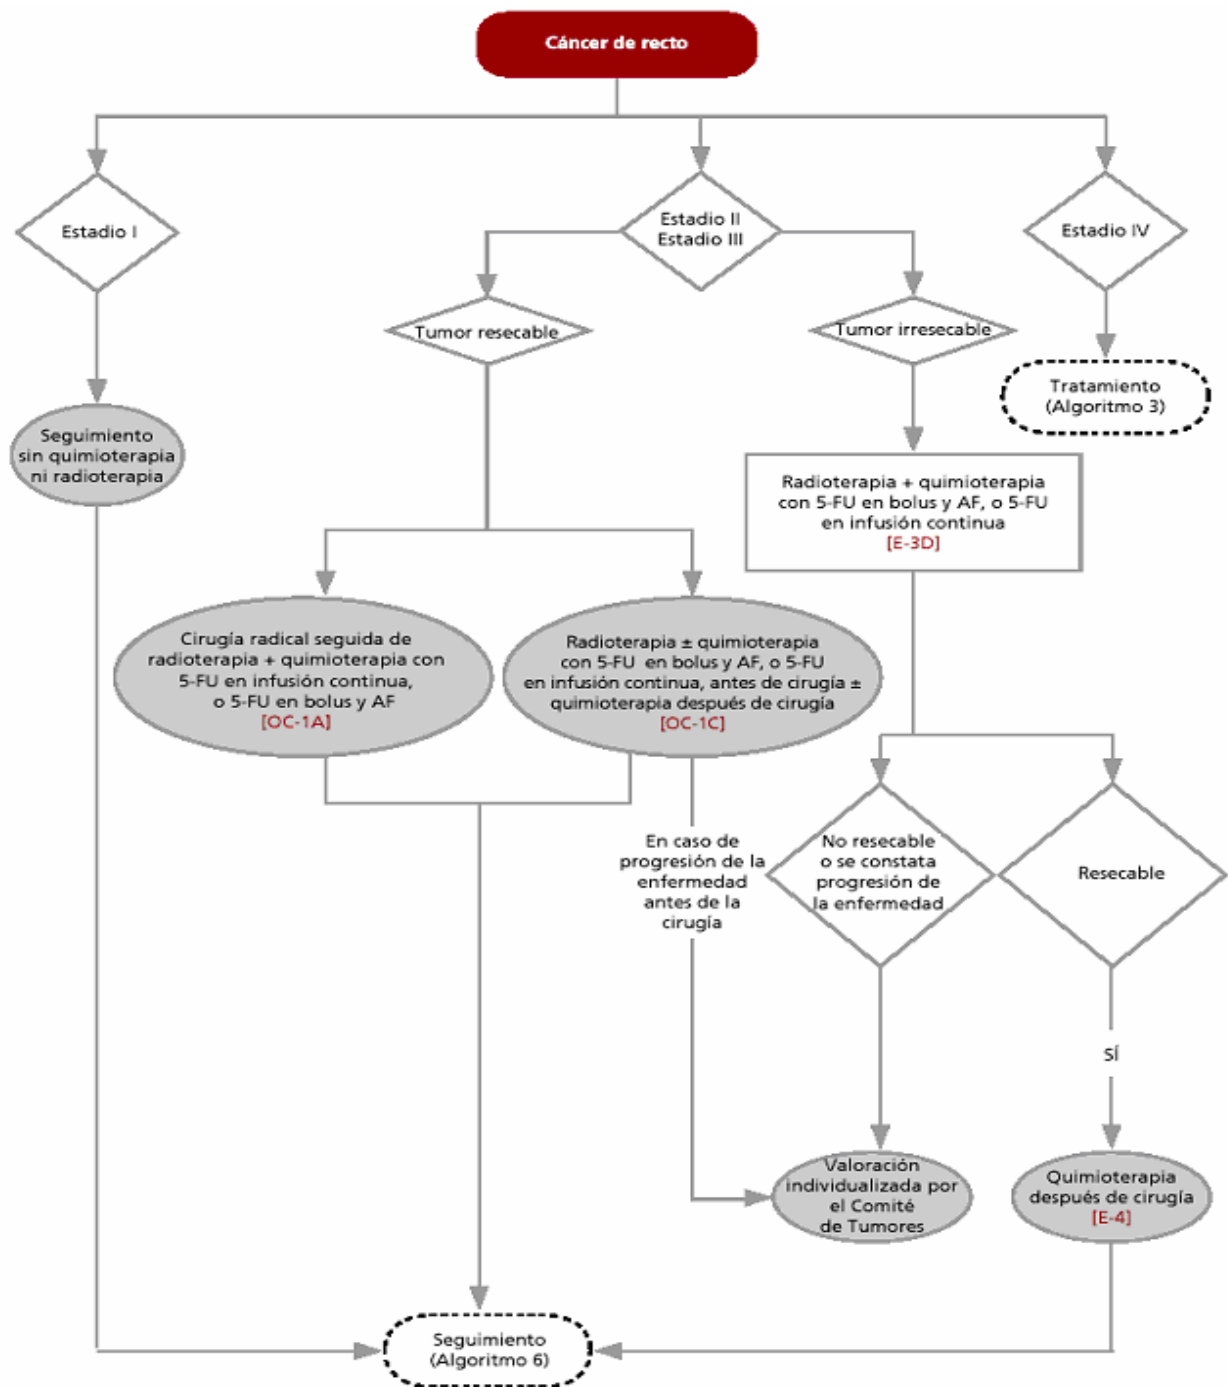 Cáncer de recto
Estadio I
Estadio II
Estadio III
Estadio IV
Tumor resecable
Tumor irresecable
Tratamiento
(Algoritmo 3)
Seguimiento
sin quimioterapia
ni radioterapia
Radioterapia + quimioterapia
con 5-FU en bolus y AF, o 5-FU
en infusión continua
[E-3D]
Cirugía radical seguida de
radioterapia + quimioterapia con
5-FU en infusión continua,
o 5-FU en bolus y AF
[OC-1A]
Radioterapia ± quimioterapia
con 5-FU en bolus y AF, o 5-FU
en infusión continua, antes de cirugía ±
quimioterapia después de cirugía
[OC-1C]
En caso de
progresión de la
enfermedad
antes de la
cirugía
No resecable
o se constata
progresión de
la enfermedad
Resecable
SÍ
Valoración
individualizada por
el Comité
de Tumores
Quimioterapia
después de cirugía
[E-4]
Seguimiento
(Algoritmo 6)